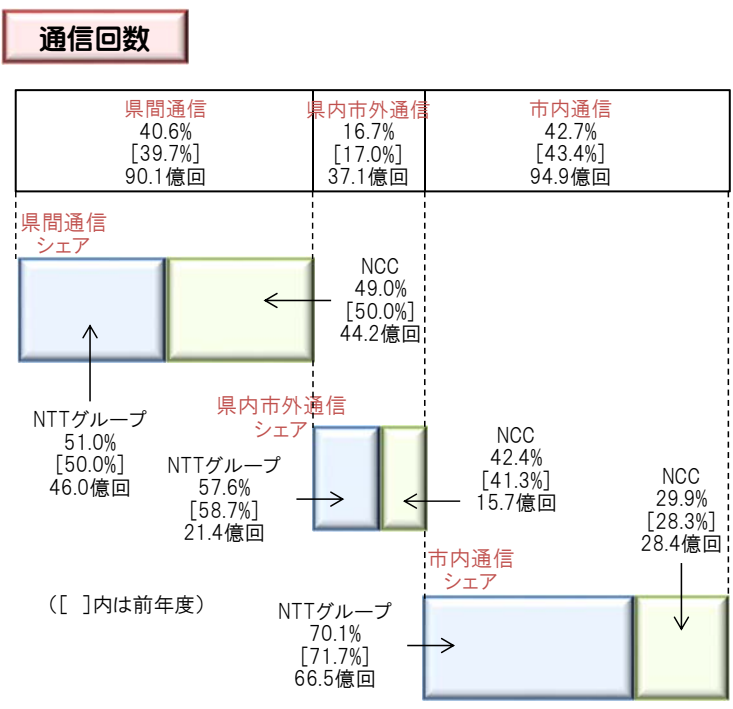 通信回数
県間通信
40.6%
[39.7%]
90.1億回
県内市外通信
16.7%
[17.0%]
37.1億回
市内通信
42.7%
[43.4%]
94.9億回
県間通信
シェア
NCC
49.0%
[50.0%]
44.2億回
NTTグループ
51.0%
[50.0%]
46.0億回
県内市外通信
シェア
NTTグループ
57.6%
[58.7%]
21.4億回
NCC
42.4%
[41.3%]
15.7億回
市内通信
シェア
NCC
29.9%
[28.3%]
28.4億回
NTTグループ
70.1%
[71.7%]
66.5億回
（[ ]内は前年度）